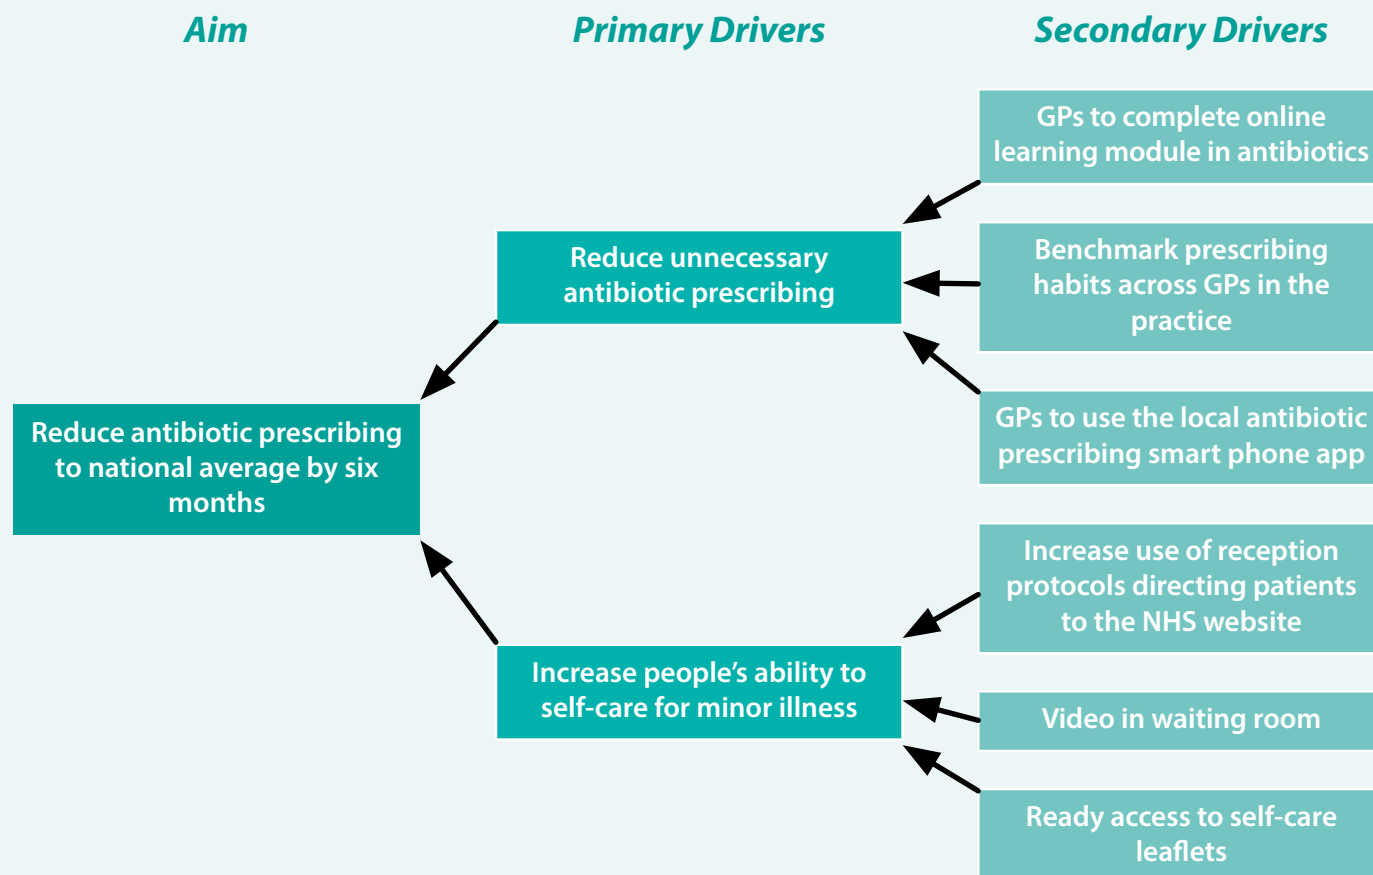 Aim
Primary Drivers
Secondary Drivers
GPs to complete online
learning module in antibiotics
Benchmark prescribing
habits across GPs in the
practice
GPs to use the local antibiotic
prescribing smart phone app
Reduce unnecessary
antibiotic prescribing
Reduce antibiotic prescribing
to national average by six
months
Increase use of reception
protocols directing patients
to the NHS website
Increase people’s ability to
self-care for minor illness
Video in waiting room
Ready access to self-care
leaflets